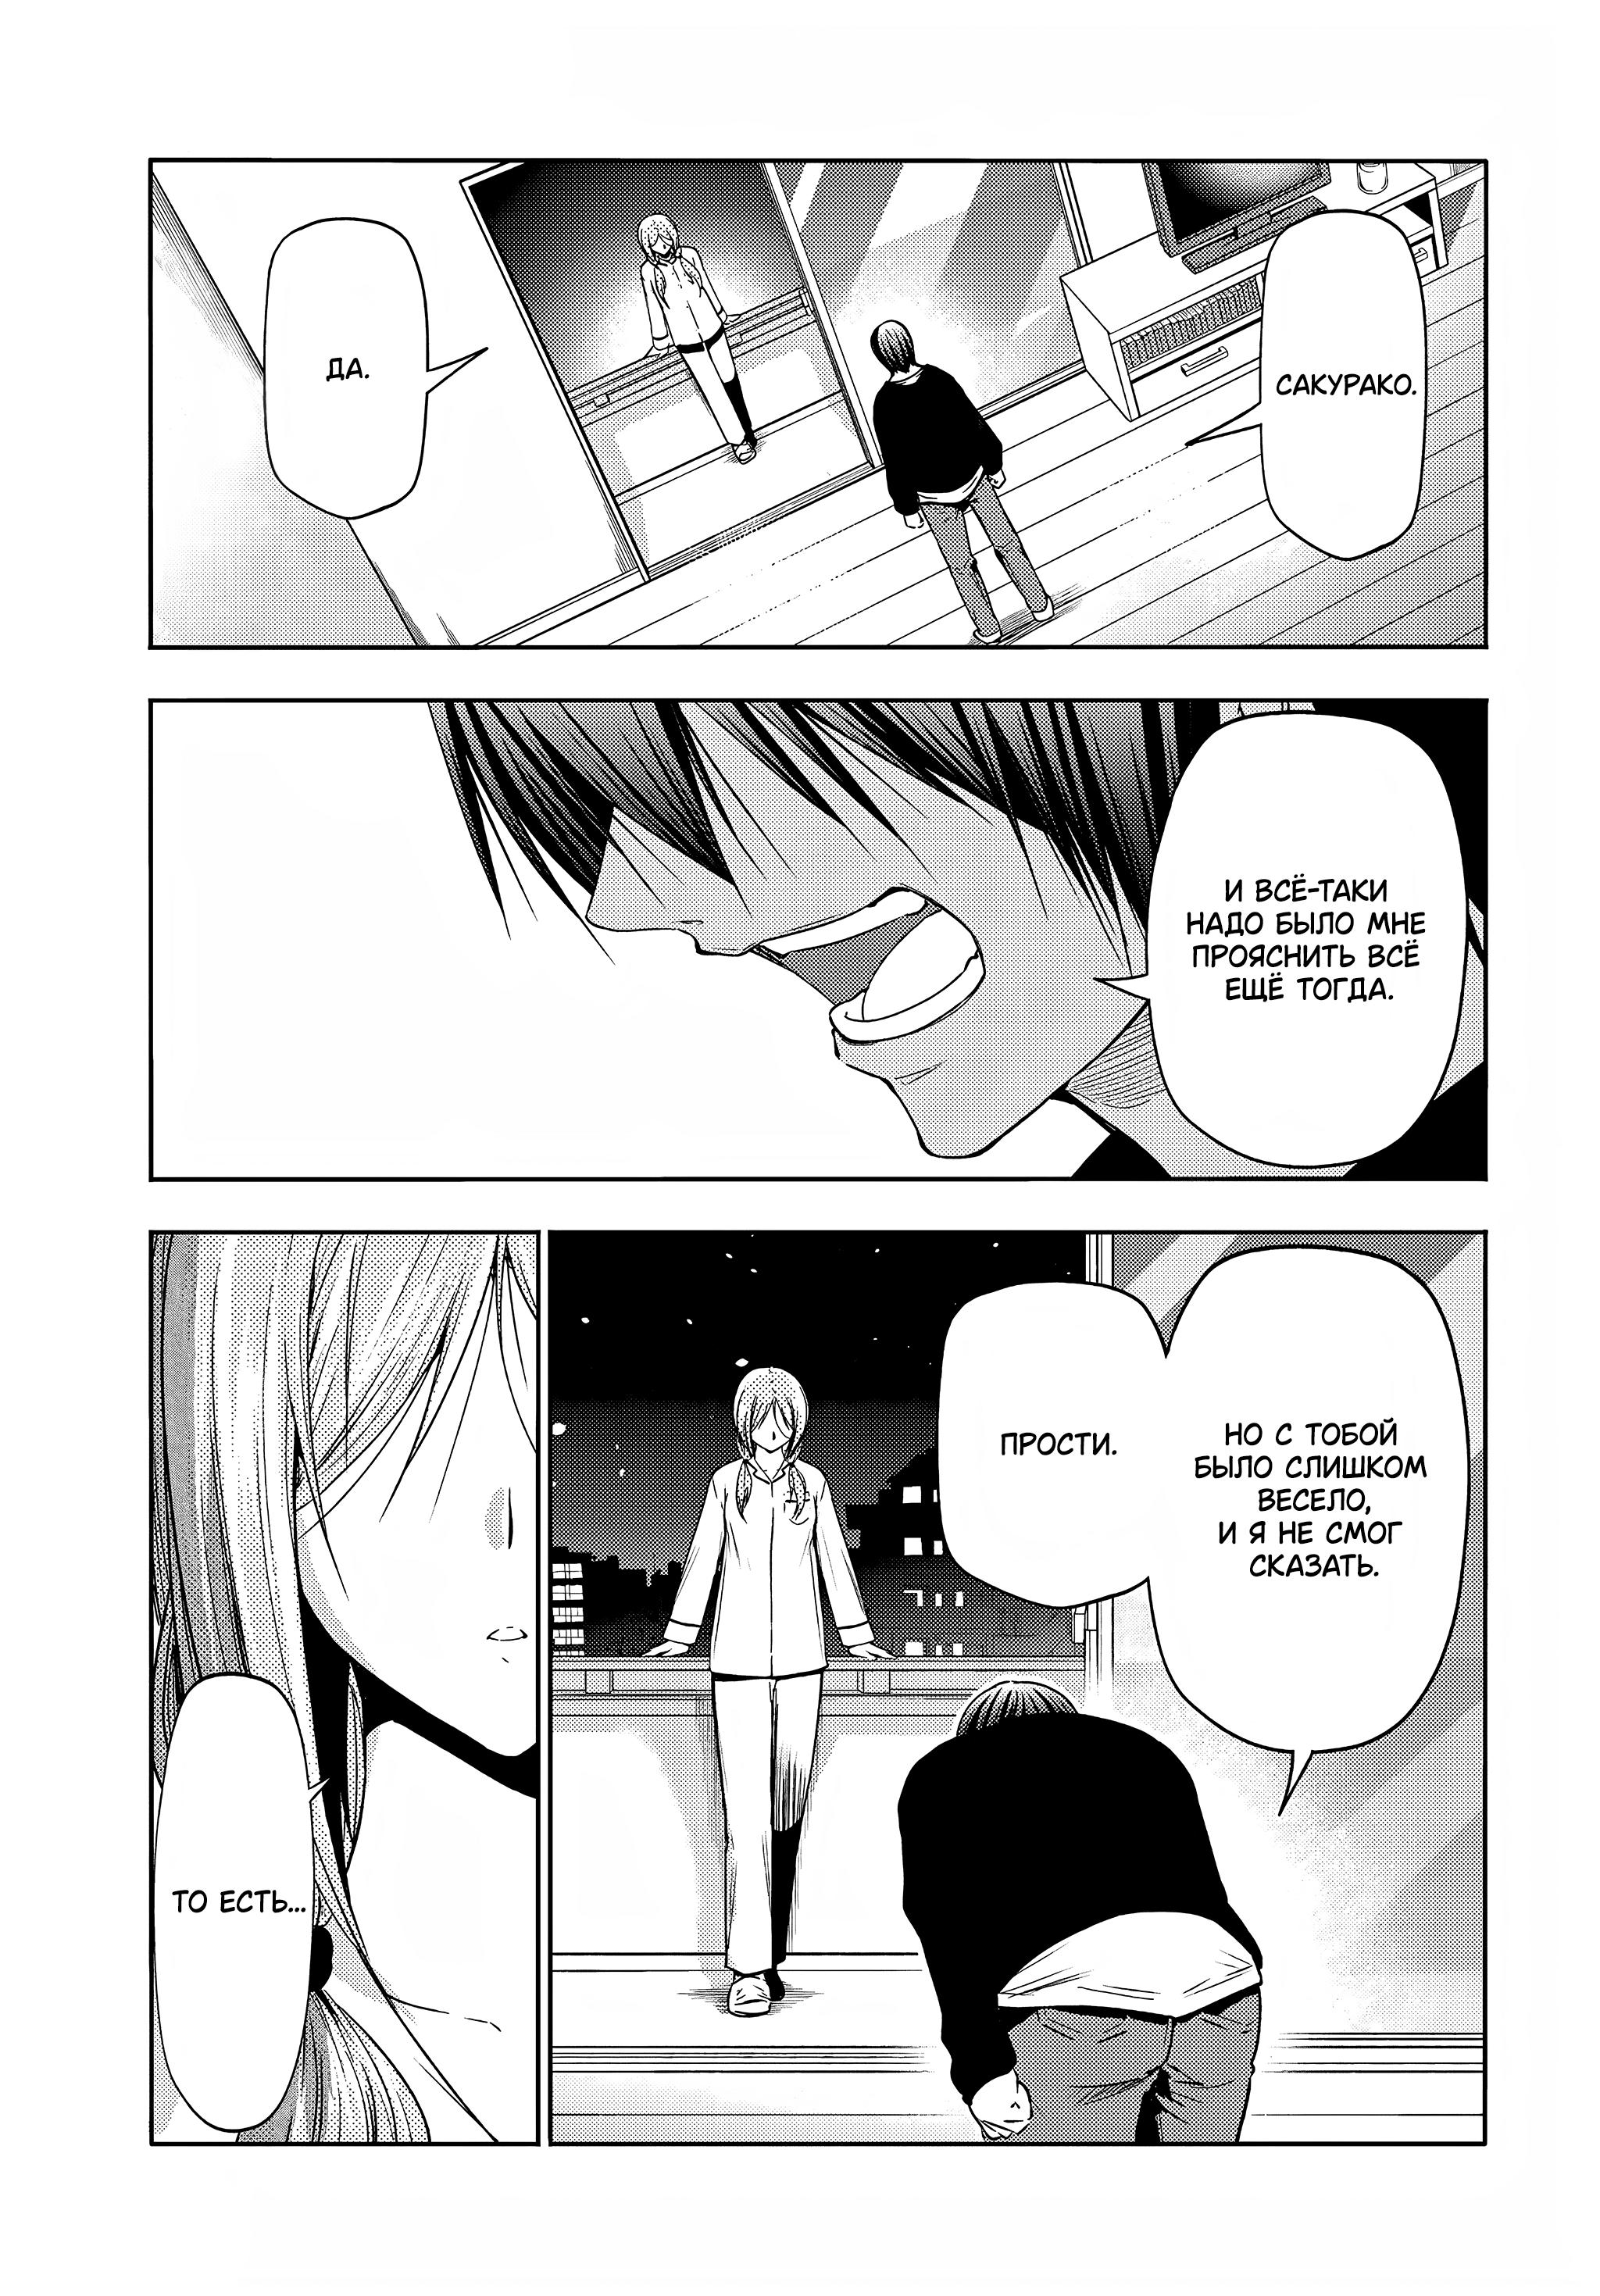 САКУРАКО.
ДА.
И ВСЁ-ТАКИ
НАДО БЫЛО МНЕ
ПРОЯСНИТЬ ВСЁ
ЕЩЁ ТОГДА.
НО С ТОБОЙ
БЫЛО СЛИШКОМ
ВЕСЕЛО,
И Я НЕ СМОГ
СКАЗАТЬ.
ПРОСТИ.
ТО ЕСТЬ...